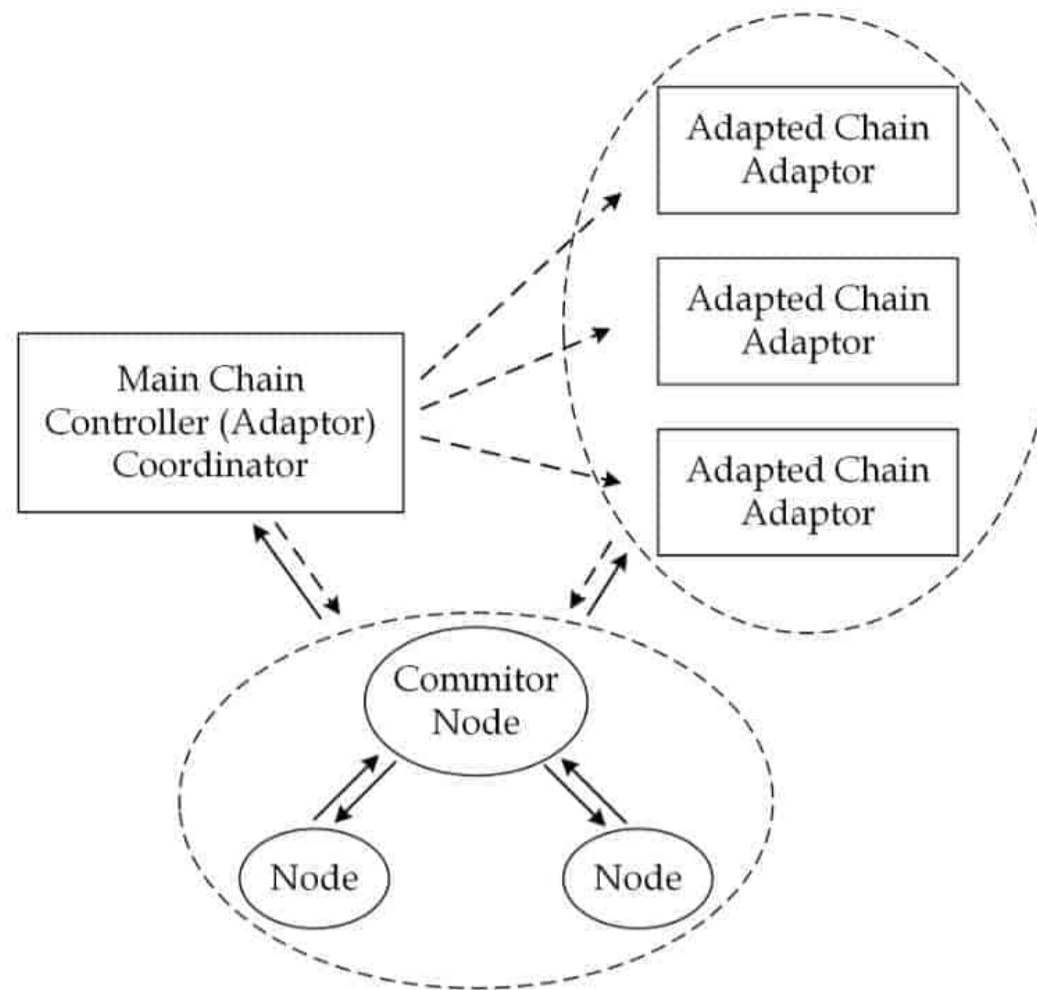 Adapted Chain
Adaptor
Adapted Chain
Adaptor
Main Chain
Controller (Adaptor)
Coordinator
Adapted Chain
Adaptor
Commitor
Node
Node
Node